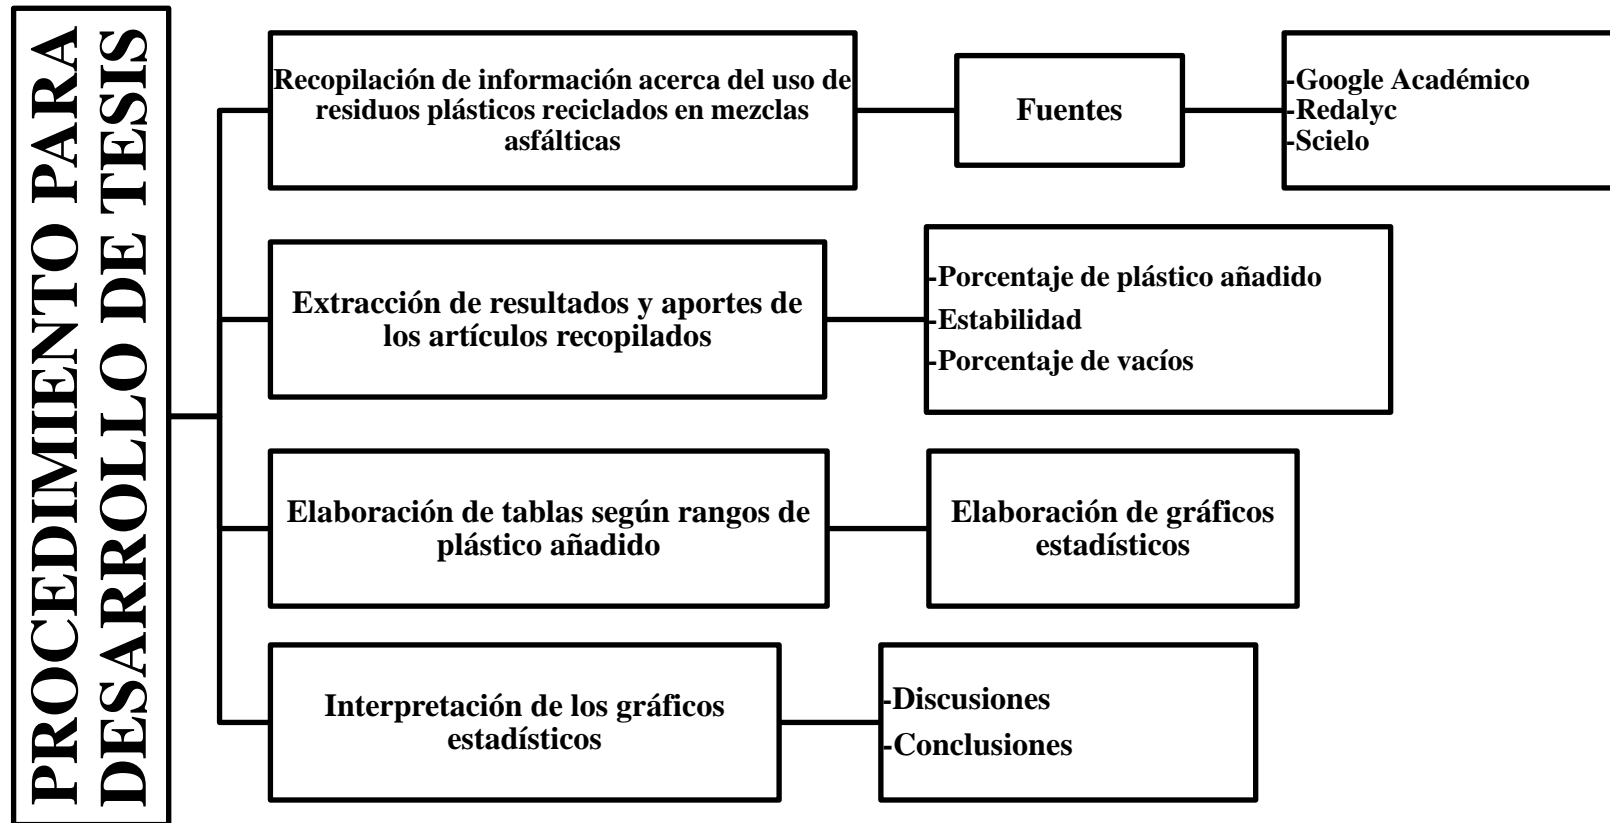 PROCEDIMIENTO PARA
DESARROLLO DE TESIS
Recopilación de información acerca del uso de
residuos plásticos reciclados en mezclas
asfálticas
Fuentes
-Google Académico
-Redalyc
-Scielo
Extracción de resultados y aportes de
los artículos recopilados
-Porcentaje de plástico añadido
-Estabilidad
-Porcentaje de vacíos
Elaboración de tablas según rangos de
plástico añadido
Elaboración de gráficos
estadísticos
Interpretación de los gráficos
estadísticos
-Discusiones
-Conclusiones